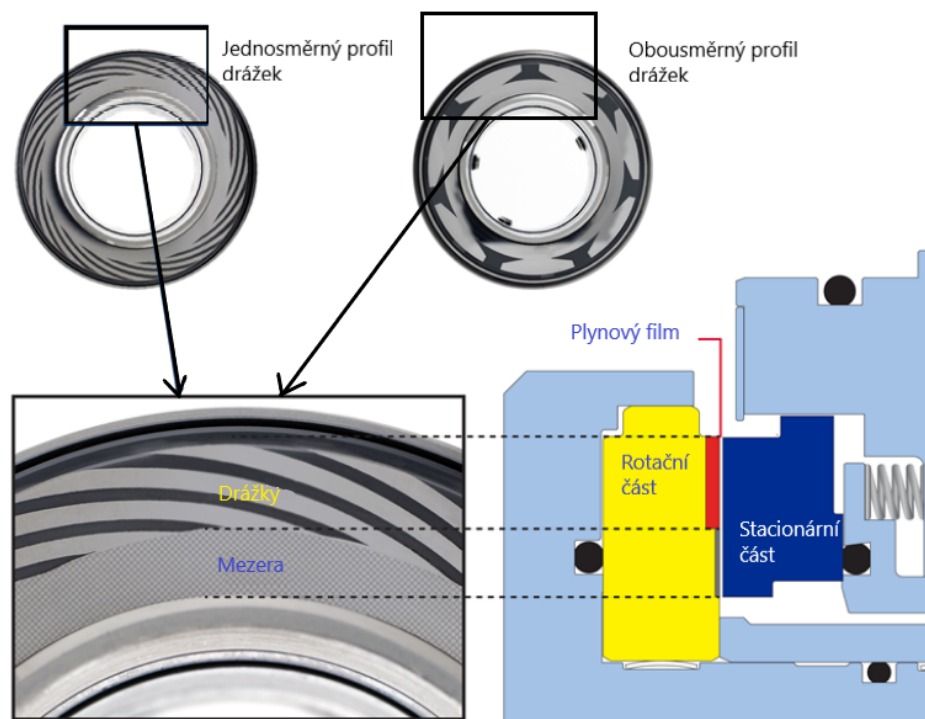 Jednosměrný profil
drážek
Obousměrný profil
drážek
Plynový film
Drážky
Mezera
Rotační
část
Stacionární
část